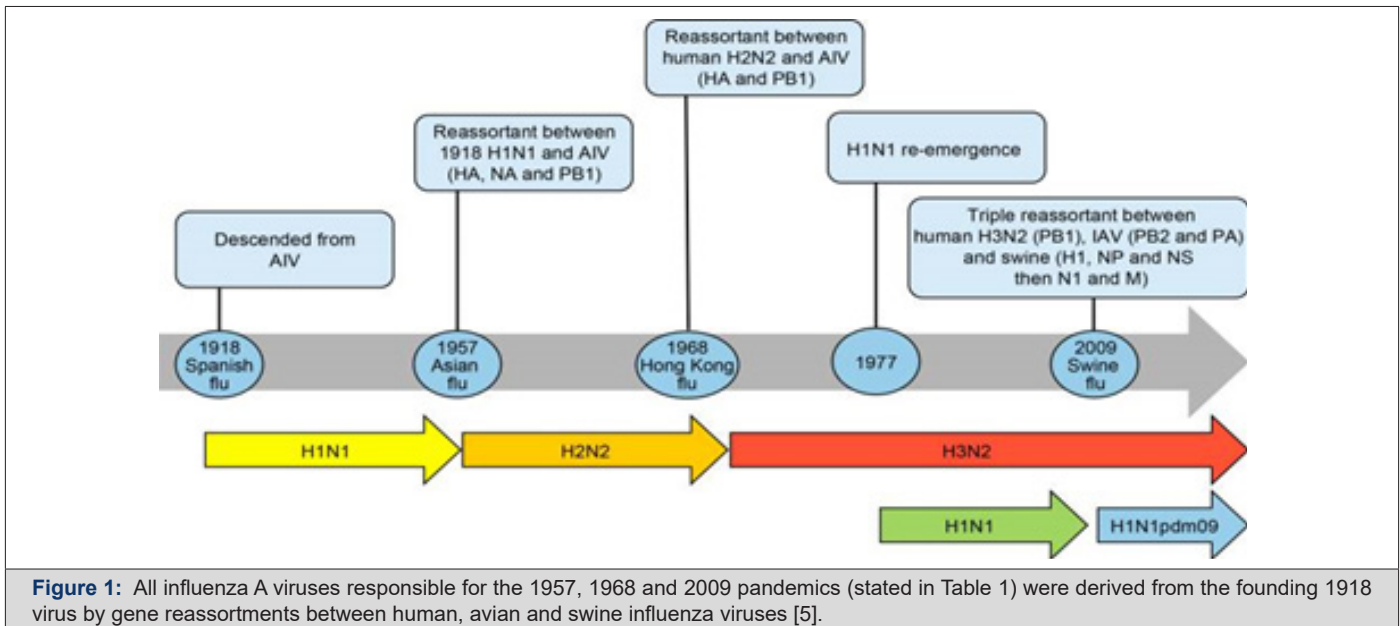 Reassortant between
human H2N2 and AIV
(HA and PB1)
Reassortant between
1918 H1N1 and AIV
(HA, NA and PB1)
H1N1 re-emergence
Descended from
AIV
Triple reassortant between
human H3N2 (PB1), IAV (PB2 and PA)
and swine (H1, NP and NS
then N1 and M)
1918
Spanish
flu
1957
Asian
flu
1968
Hong Kong
flu
1977
2009
Swine
flu
H1N1
H2N2
H3N2
H1N1
H1N1pdm09
Figure 1: All influenza A viruses responsible for the 1957, 1968 and 2009 pandemics (stated in Table 1) were derived from the founding 1918
virus by gene reassortments between human, avian and swine influenza viruses [5].